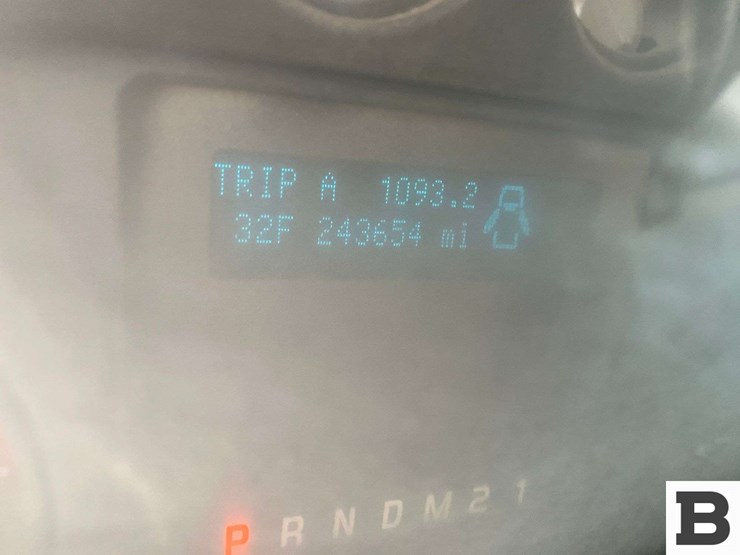 TRIP A 1093.2
32F 243654 mi
P R N D M 2 1
B